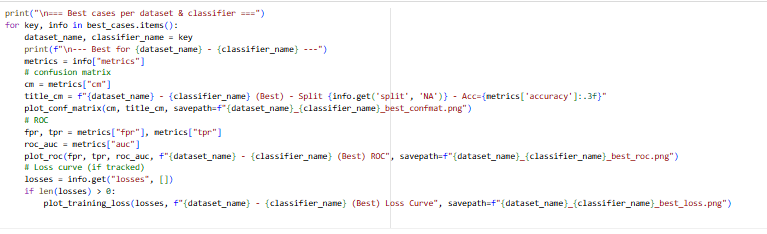 print("\n=== Best cases per dataset & classifier ===")
for key, info in best_cases.items():
    dataset_name, classifier_name = key
    print(f"\n--- Best for {dataset_name} - {classifier_name} ---")
    metrics = info["metrics"]
    # confusion matrix
    cm = metrics["cm"]
    title_cm = f"{dataset_name} - {classifier_name} (Best) - Split {info.get('split', 'NA')} - Acc={metrics['accuracy']:.3f}"
    plot_conf_matrix(cm, title_cm, savepath=f"{dataset_name}_{classifier_name}_best_confmat.png")
    # ROC
    fpr, tpr = metrics["fpr"], metrics["tpr"]
    roc_auc = metrics["auc"]
    plot_roc(fpr, tpr, roc_auc, f"{dataset_name} - {classifier_name} (Best) ROC", savepath=f"{dataset_name}_{classifier_name}_best_roc.png")
    # Loss curve (if tracked)
    losses = info.get("losses", [])
    if len(losses) > 0:
        plot_training_loss(losses, f"{dataset_name} - {classifier_name} (Best) Loss Curve", savepath=f"{dataset_name}_{classifier_name}_best_loss.png")